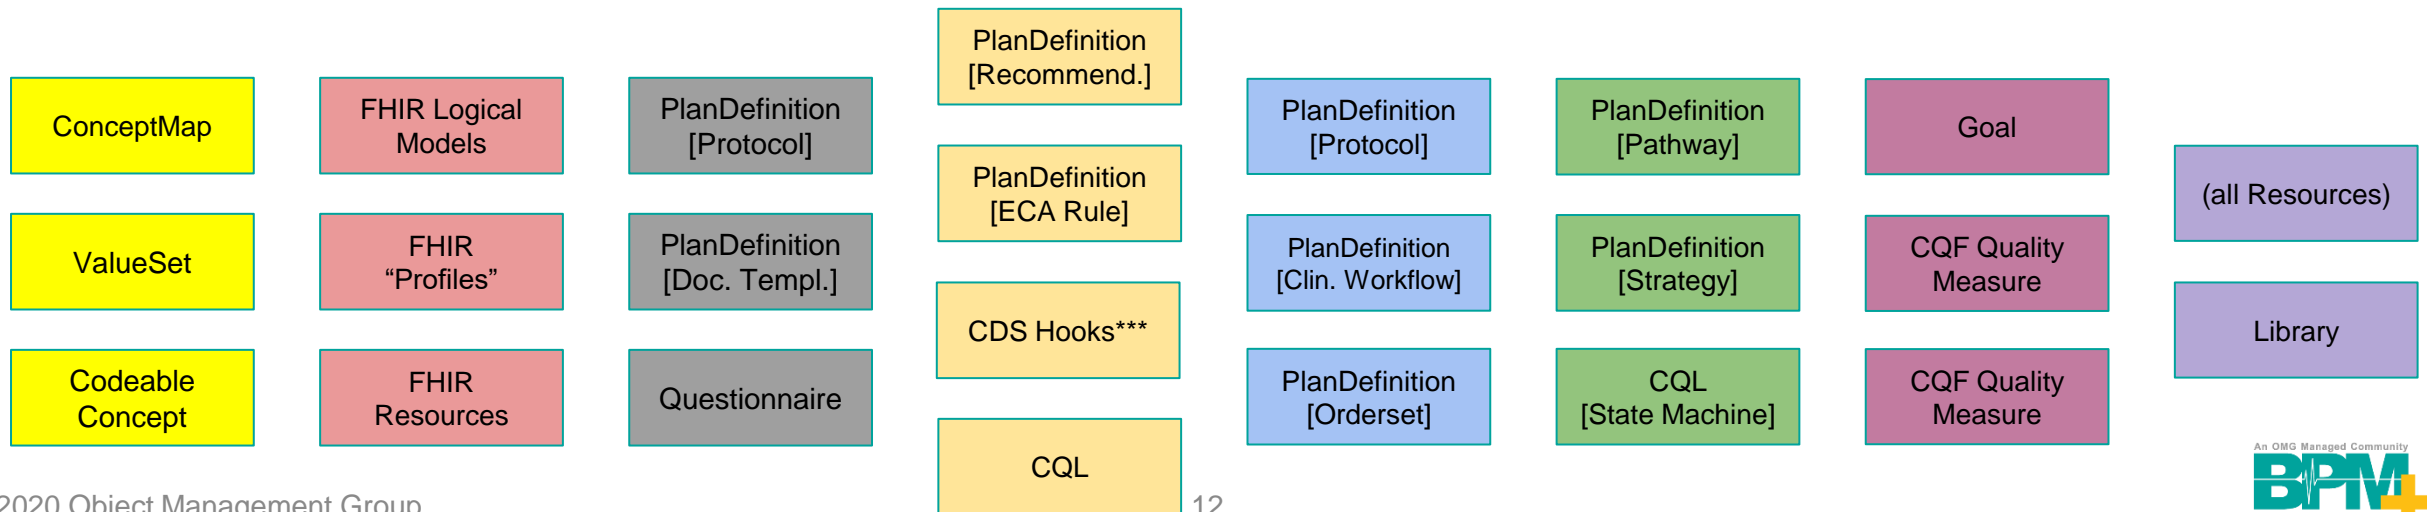 ConceptMap
ValueSet
Codeable
Concept
FHIR Logical
Models
FHIR
“Profiles”
FHIR
Resources
PlanDefinition
[Protocol]
PlanDefinition
[Doc. Templ.]
Questionnaire
PlanDefinition
[Recommend.]
PlanDefinition
[ECA Rule]
CDS Hooks***
CQL
PlanDefinition
[Protocol]
PlanDefinition
[Clin. Workflow]
PlanDefinition
[Orderset]
PlanDefinition
[Pathway]
PlanDefinition
[Strategy]
CQL
[State Machine]
Goal
CQF Quality
Measure
CQF Quality
Measure
(all Resources)
Library
2020 Object Management Group
12
An OMG Managed Community
BPM+